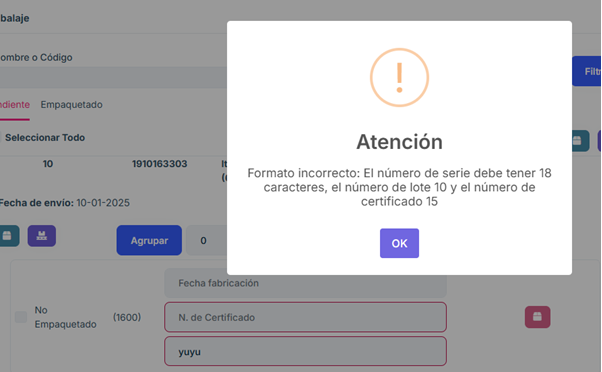 balaje
ombre o Código
Filtr
ndiente Empaquetado
Seleccionar Todo
10 1910163303 It
(
Fecha de envío: 10-01-2025
Agrupar 0
Fecha fabricación
No Empaquetado (1600) N. de Certificado
yuyu
Atención
Formato incorrecto: El número de serie debe tener 18
caracteres, el número de lote 10 y el número de
certificado 15
OK